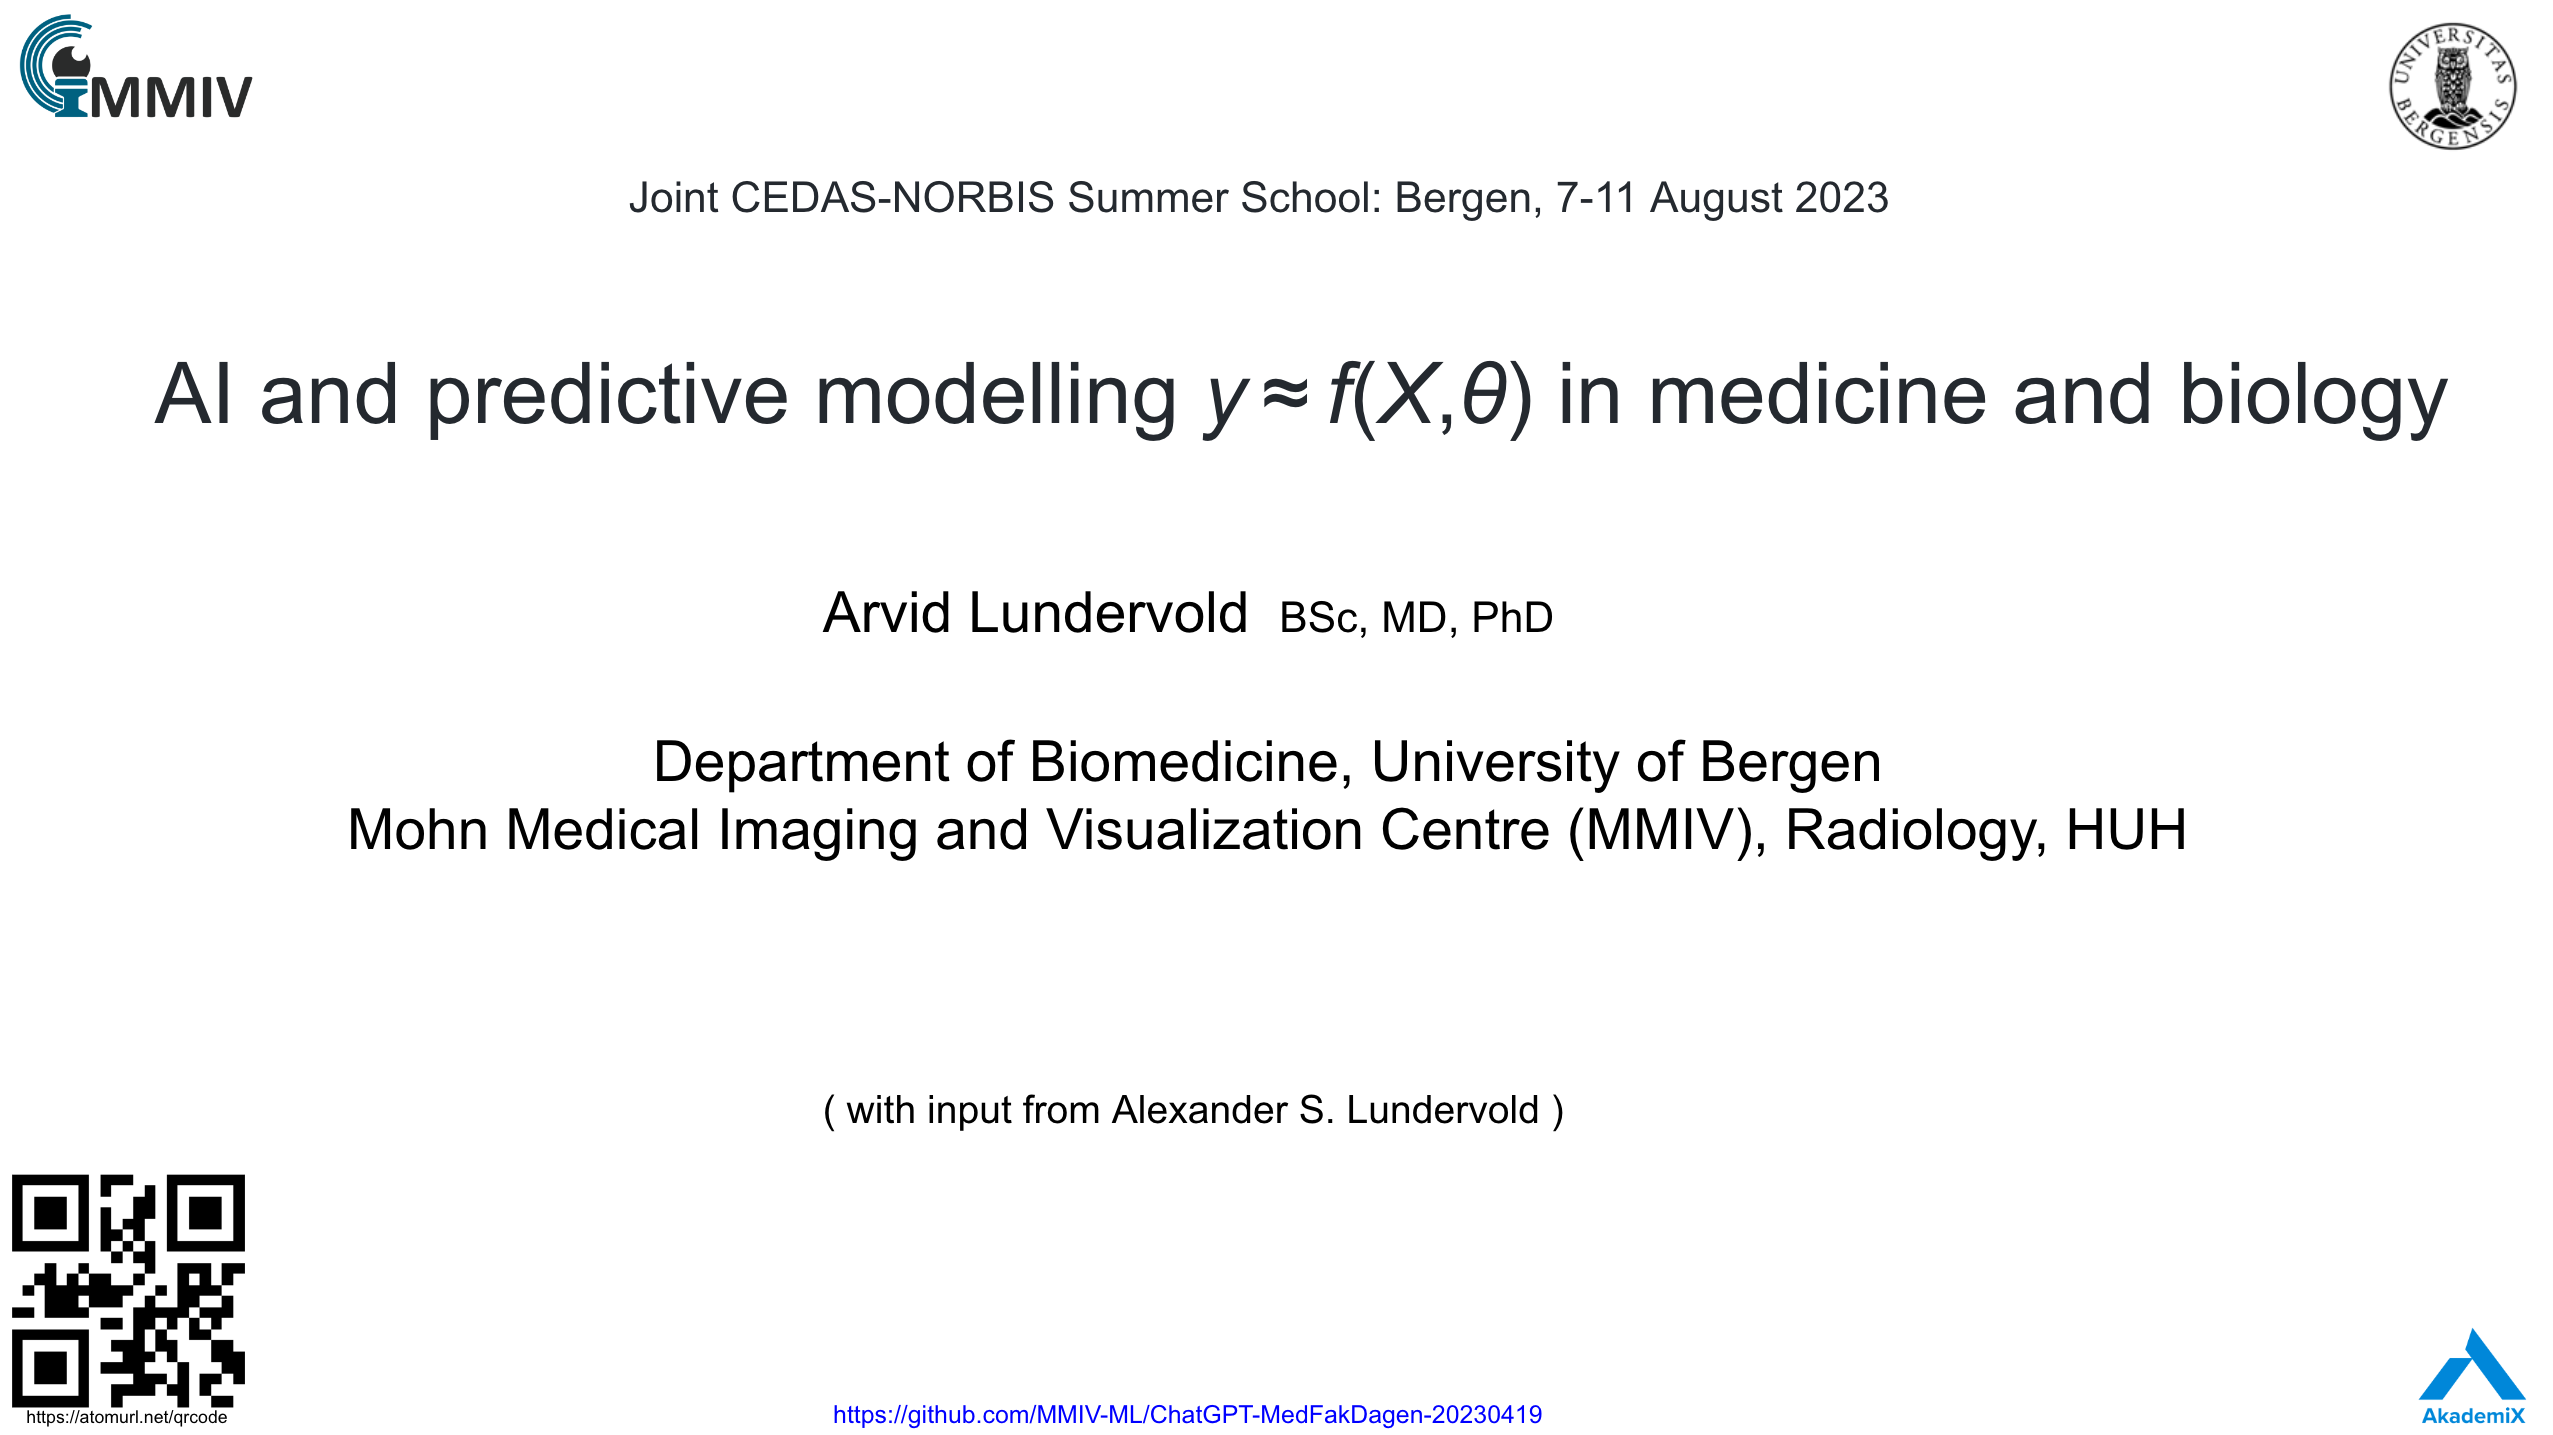 MMIV
UNIVERSITAS BERGENSIS
Joint CEDAS-NORBIS Summer School: Bergen, 7-11 August 2023
AI and predictive modelling y ≈ f(X,θ) in medicine and biology
Arvid Lundervold BSc, MD, PhD
Department of Biomedicine, University of Bergen
Mohn Medical Imaging and Visualization Centre (MMIV), Radiology, HUH
( with input from Alexander S. Lundervold )
https://atomurl.net/qrcode
https://github.com/MMIV-ML/ChatGPT-MedFakDagen-20230419
AkademiX